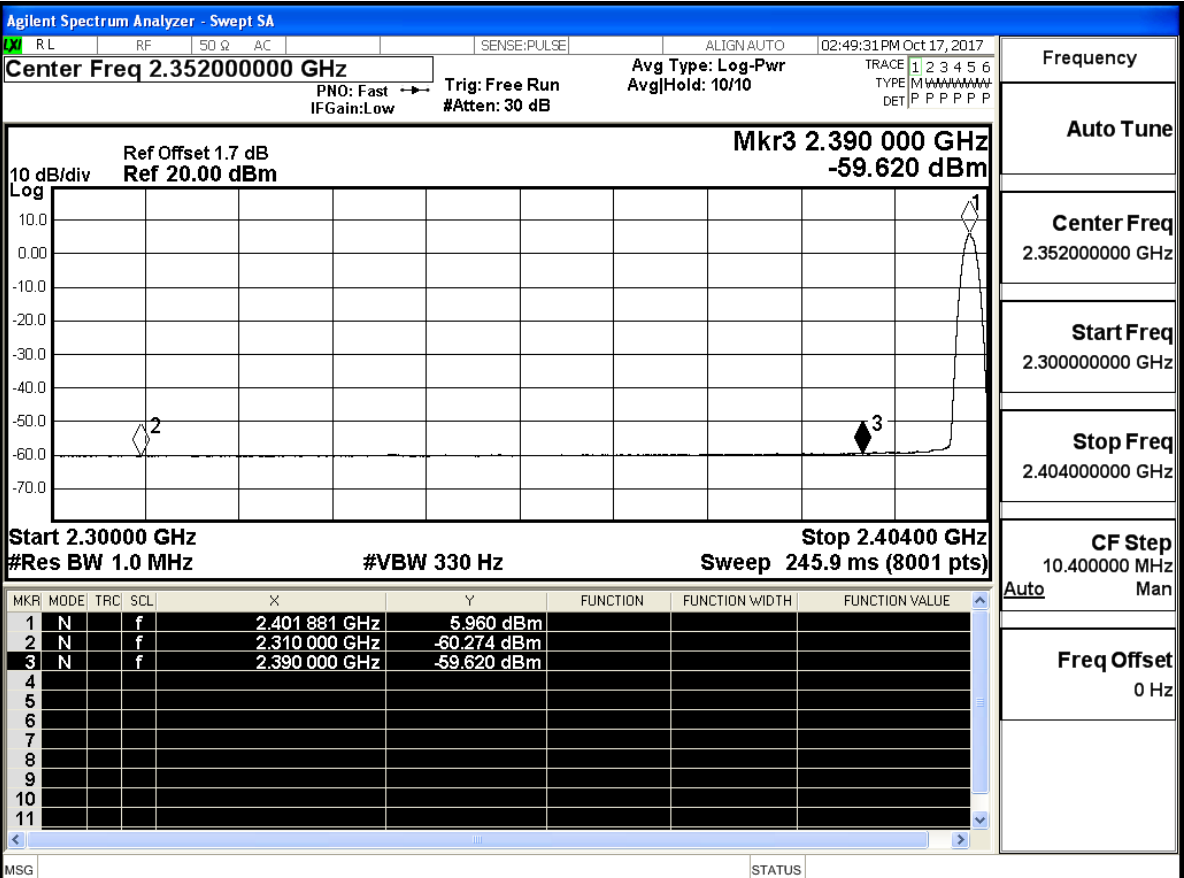 Agilent Spectrum Analyzer - Swept SA
LXI RL RF 50 Ω AC SENSE:PULSE ALIGN AUTO 02:49:31 PM Oct 17, 2017
Center Freq 2.352000000 GHz
PNO: Fast
IFGain:Low
Trig: Free Run
#Atten: 30 dB
Avg Type: Log-Pwr
Avg|Hold: 10/10
TRACE 1 2 3 4 5 6
TYPE M WWWWW
DET P P P P P P
Mkr3 2.390 000 GHz
-59.620 dBm
Ref Offset 1.7 dB
10 dB/div Ref 20.00 dBm
Log
10.0
0.00
-10.0
-20.0
-30.0
-40.0
-50.0
-60.0
-70.0
1
2
3
Start 2.30000 GHz Stop 2.40400 GHz
#Res BW 1.0 MHz #VBW 330 Hz Sweep 245.9 ms (8001 pts)
MKR MODE TRC SCL X Y FUNCTION FUNCTION WIDTH FUNCTION VALUE
1 N f 2.401 881 GHz 5.960 dBm
2 N f 2.310 000 GHz -60.274 dBm
3 N f 2.390 000 GHz -59.620 dBm
4
5
6
7
8
9
10
11
MSG STATUS
Frequency
Auto Tune
Center Freq
2.352000000 GHz
Start Freq
2.300000000 GHz
Stop Freq
2.404000000 GHz
CF Step
10.400000 MHz
Auto Man
Freq Offset
0 Hz